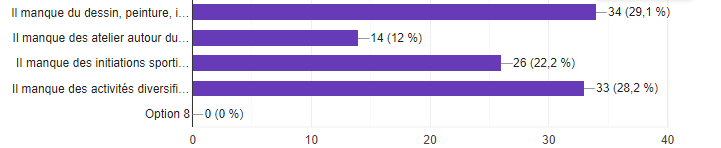 Il manque du dessin, peinture, i... 34 (29,1 %)
Il manque des atelier autour du... 14 (12 %)
Il manque des initiations sporti... 26 (22,2 %)
Il manque des activités diversifi... 33 (28,2 %)
Option 8 0 (0 %)
0 10 20 30 40